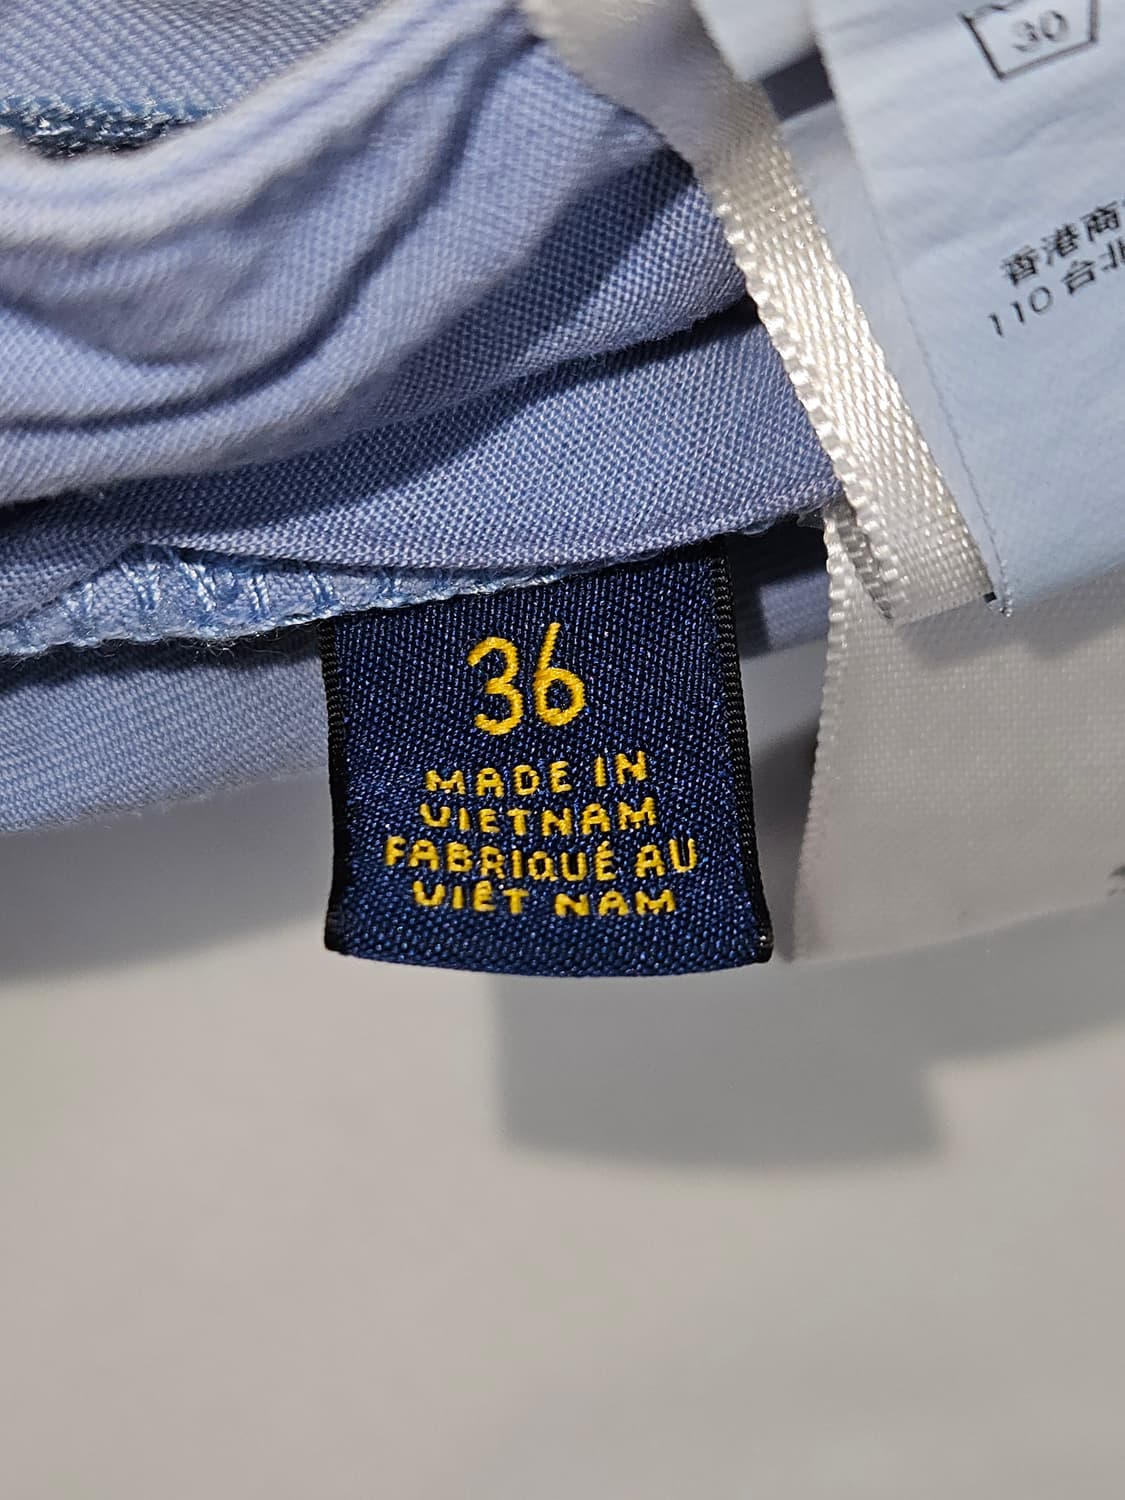 30
香港商
110 台北
36
MADE IN
VIETNAM
FABRIQUÉ AU
VIÊT NAM